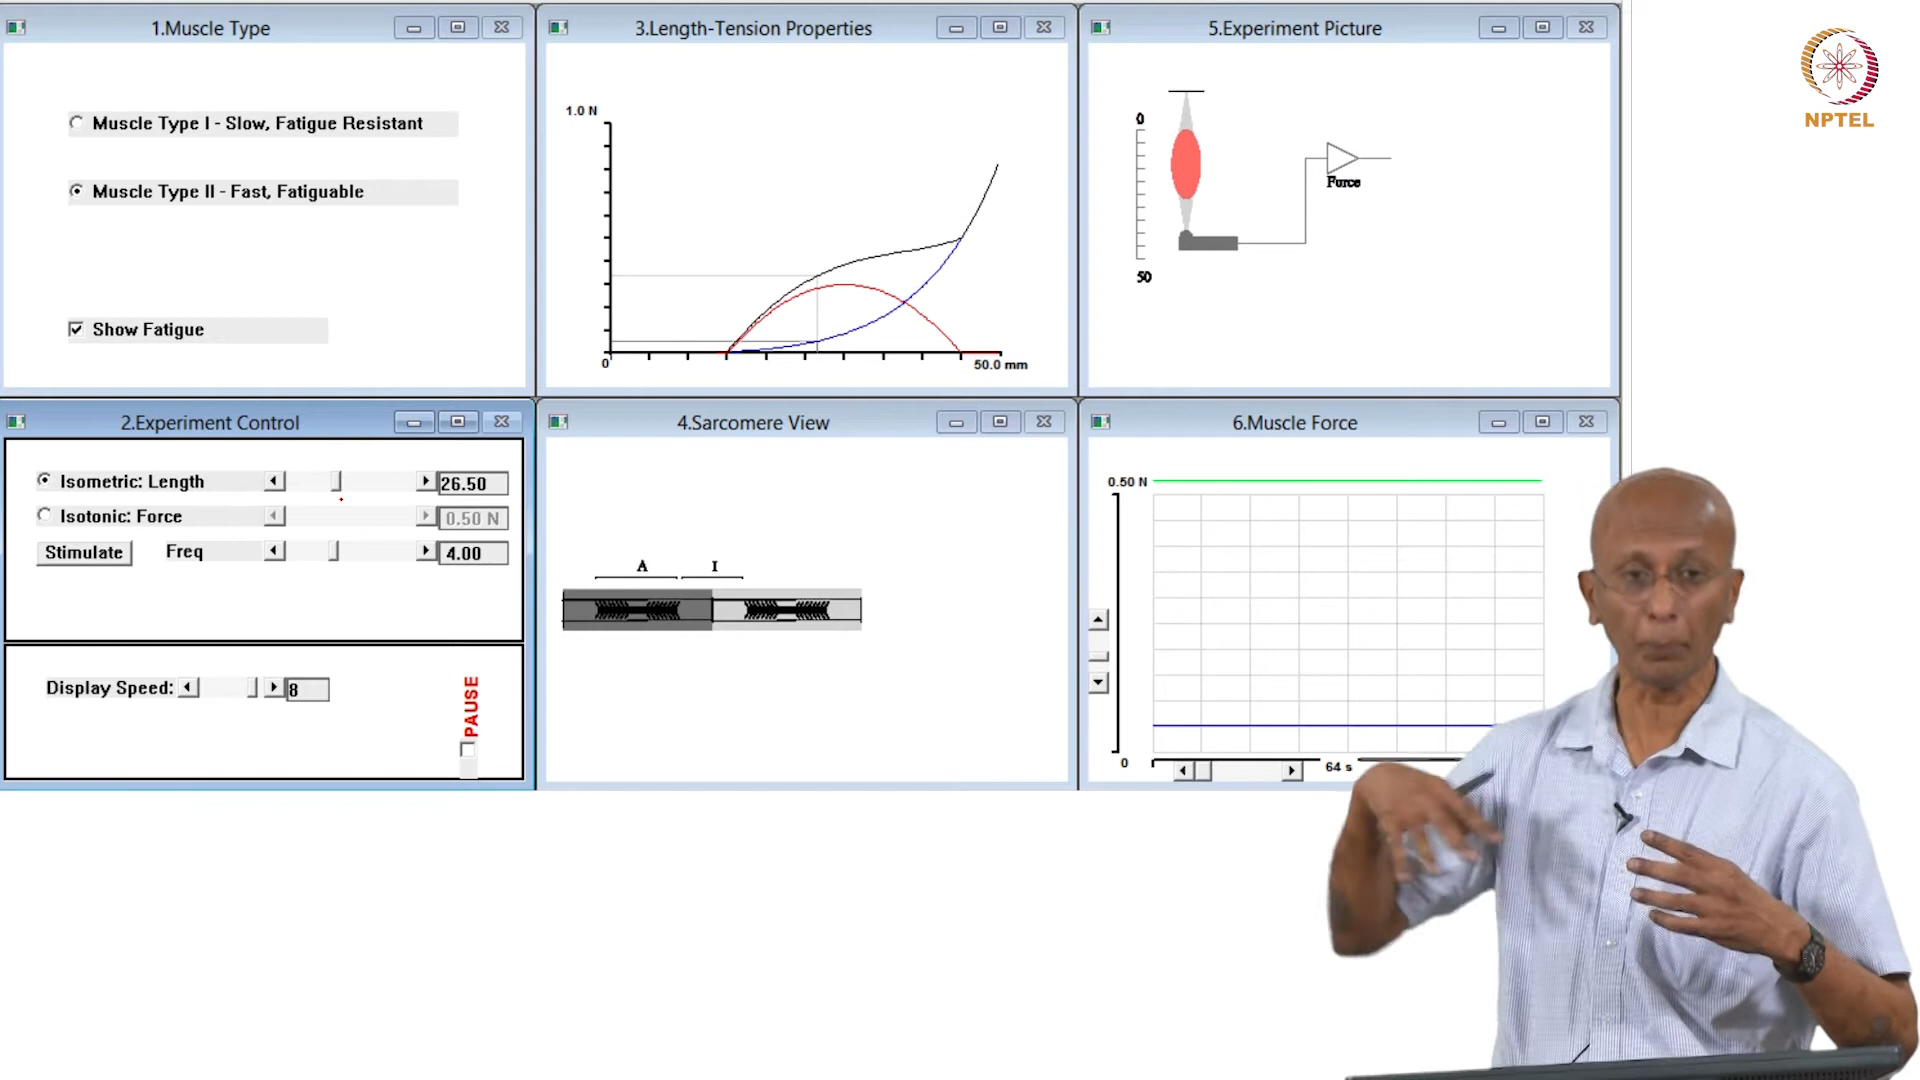 1.Muscle Type
Muscle Type I - Slow, Fatigue Resistant
Muscle Type II - Fast, Fatiguable
Show Fatigue
3.Length-Tension Properties
1.0 N
0
50.0 mm
5.Experiment Picture
0
Force
50
NPTEL
2.Experiment Control
Isometric: Length
26.50
Isotonic: Force
0.50 N
Stimulate
Freq
4.00
Display Speed:
8
PAUSE
4.Sarcomere View
A
I
6.Muscle Force
0.50 N
0
64 s